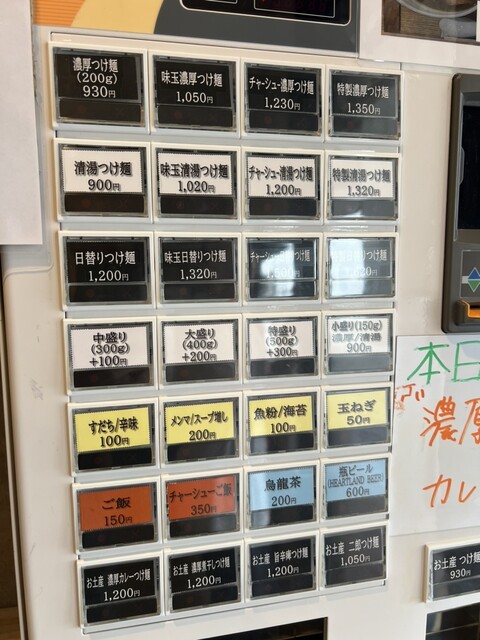 濃厚つけ麺
(200g)
930円
味玉濃厚つけ麺
1,050円
チャーシュー濃厚つけ麺
1,230円
特製濃厚つけ麺
1,350円
清湯つけ麺
900円
味玉清湯つけ麺
1,020円
チャーシュー清湯つけ麺
1,200円
特製清湯つけ麺
1,320円
日替りつけ麺
1,200円
味玉日替りつけ麺
1,320円
チャーシュー
つけ麺
中盛り
(300g)
+100円
大盛り
(400g)
+200円
特盛り
(500g)
+300円
小盛り(150g)
濃厚/清湯
900円
すだち/辛味
100円
メンマ/スープ増し
200円
魚粉/海苔
100円
玉ねぎ
50円
ご飯
150円
チャーシューご飯
350円
烏龍茶
200円
瓶ビール
(HEARTLAND BEER)
600円
お土産 濃厚カレーつけ麺
1,200円
お土産 濃厚煮干しつけ麺
1,200円
お土産 旨辛痺つけ麺
1,200円
お土産 二郎つけ麺
1,050円
本日
濃厚
カレ
お土産 つけ麺
930円